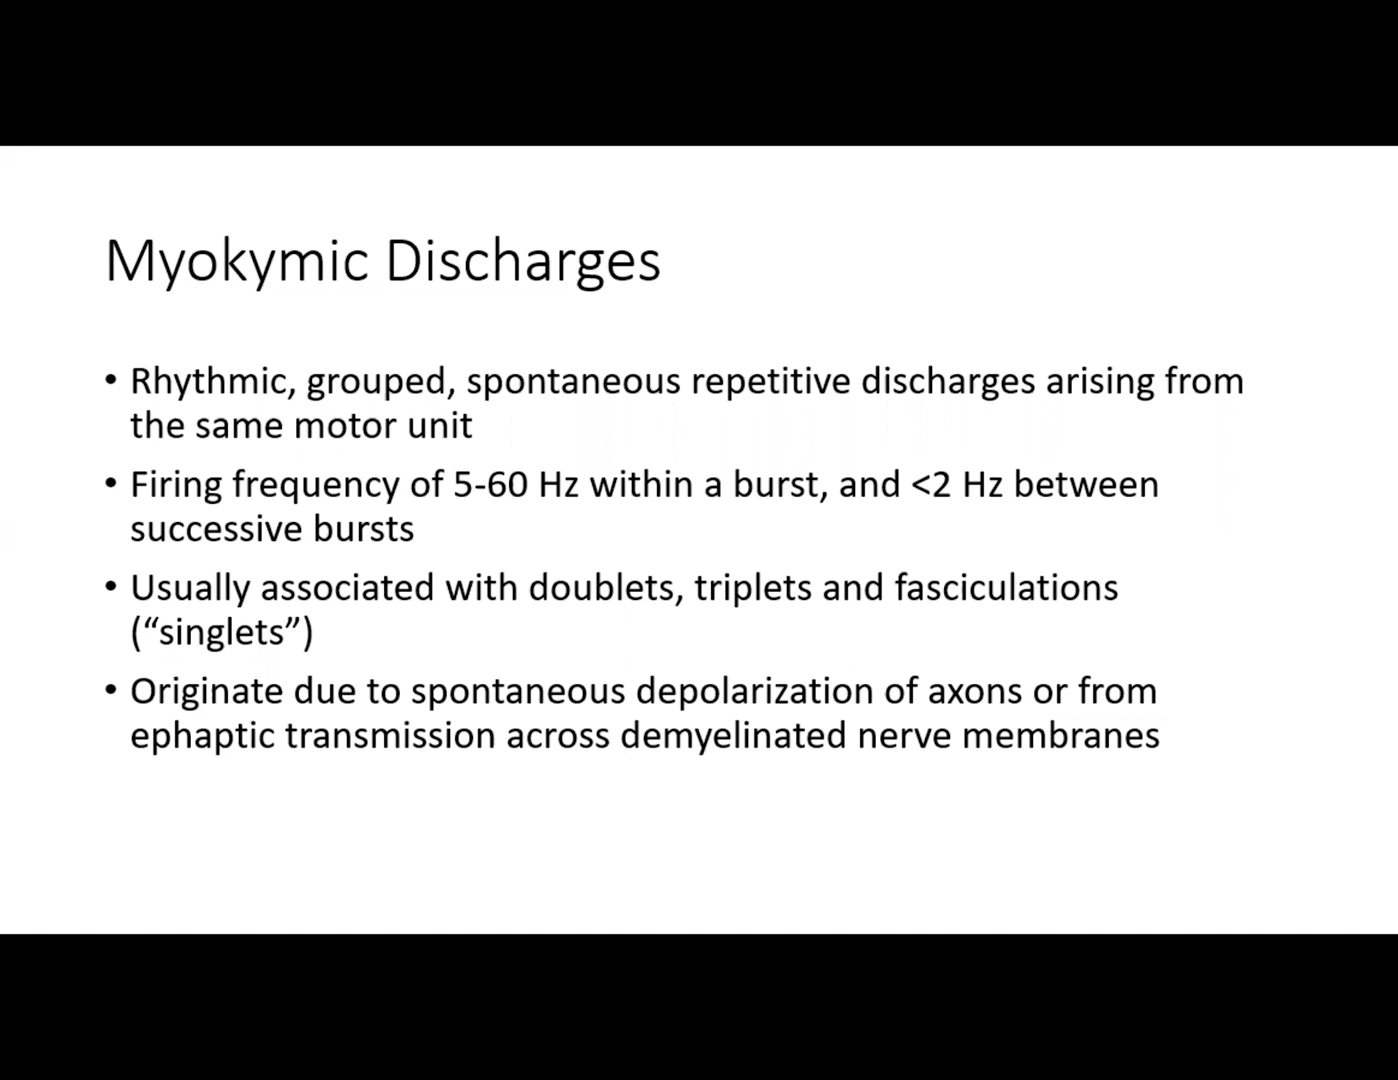 Myokymic Discharges
• Rhythmic, grouped, spontaneous repetitive discharges arising from
the same motor unit
• Firing frequency of 5-60 Hz within a burst, and <2 Hz between
successive bursts
• Usually associated with doublets, triplets and fasciculations
(“singlets”)
• Originate due to spontaneous depolarization of axons or from
ephaptic transmission across demyelinated nerve membranes